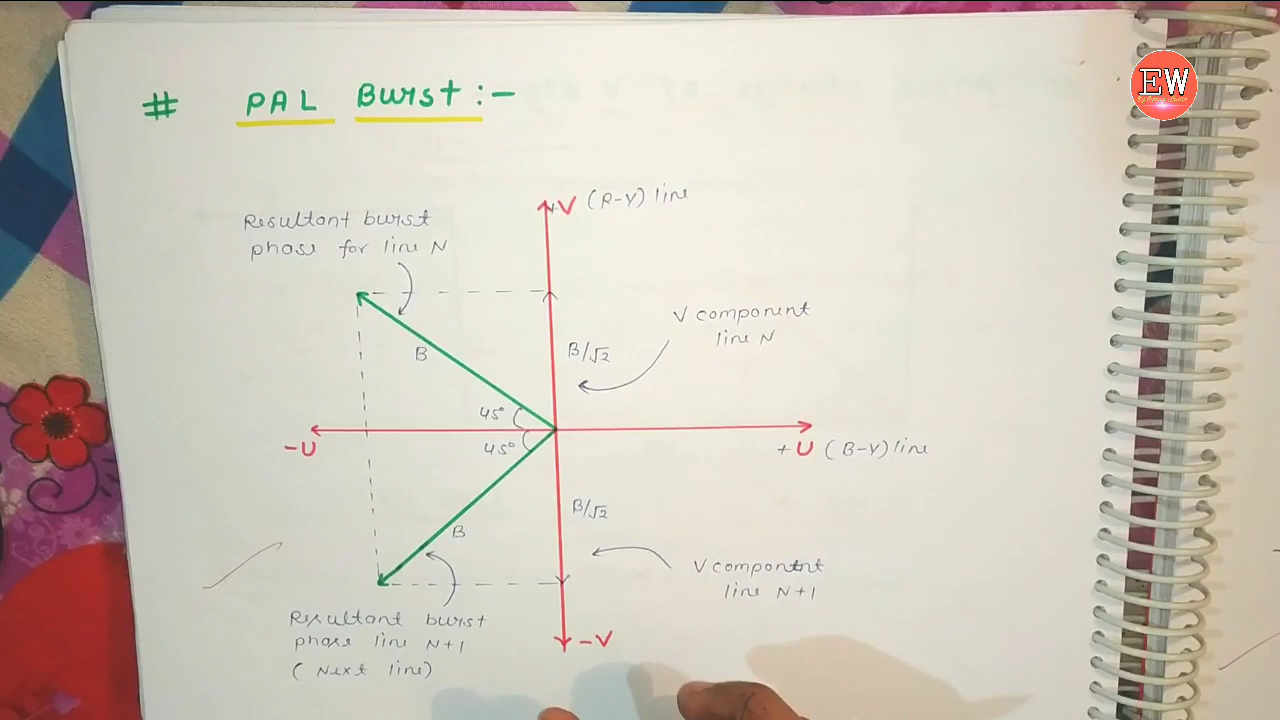 # PAL Burst :-
EW
+V (R-Y) line
Resultant burst
phase for line N
V component
line N
B
B/√2
45°
-U
45°
+U (B-Y) line
B
B/√2
V component
line N+1
Resultant burst
phase line N+1
(Next line)
-V